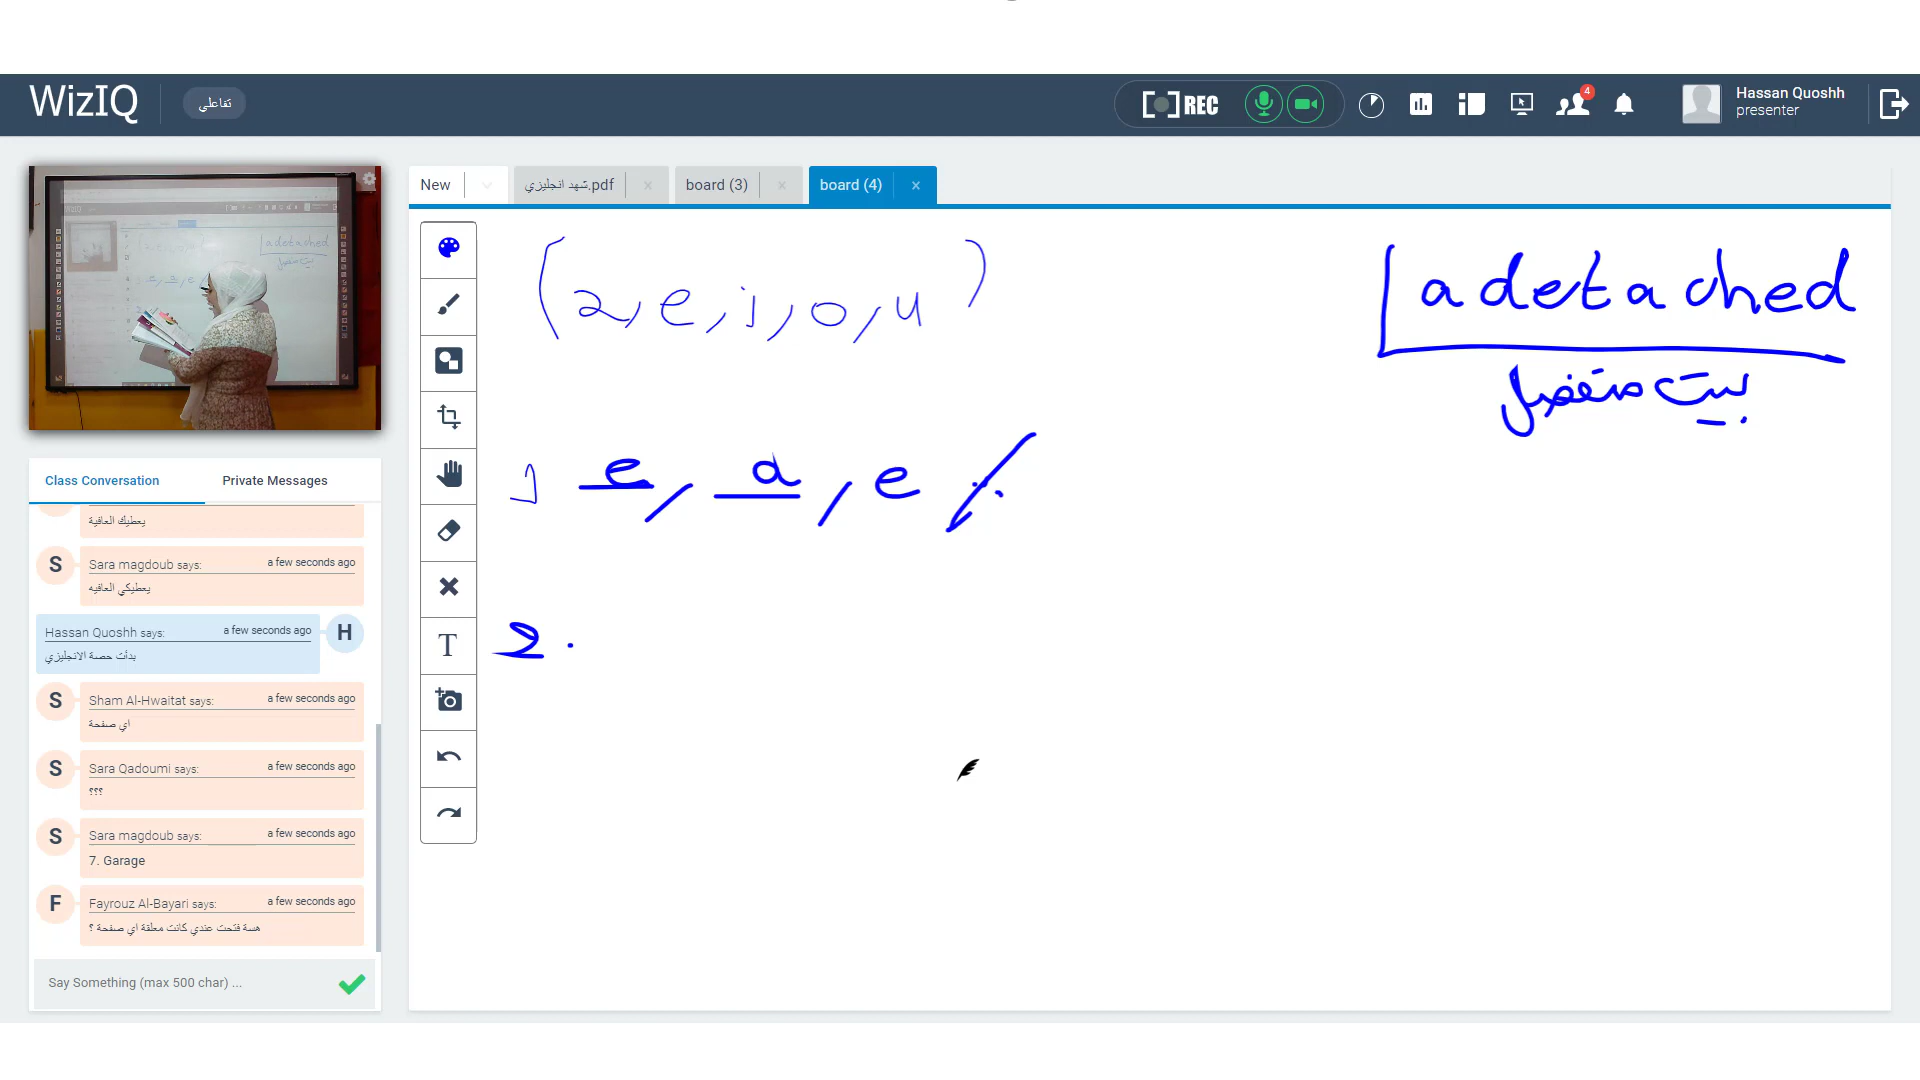 WizIQ
تفاعلي
REC
4
Hassan Quoshh
presenter
New
شهد انجليزي.pdf
board (3)
board (4)
(a, e, i, o, u)
a detached
بيت منفصل
1 e, a, e
2.
T
Class Conversation
Private Messages
يعطيك العافية
S
Sara magdoub says:
a few seconds ago
يعطيكي العافيه
Hassan Quoshh says:
a few seconds ago
H
بدأت حصة الانجليزي
S
Sham Al-Hwaitat says:
a few seconds ago
اي صفحة
S
Sara Qadoumi says:
a few seconds ago
؟؟؟
S
Sara magdoub says:
a few seconds ago
7. Garage
F
Fayrouz Al-Bayari says:
a few seconds ago
هسة فتحت عندي كانت معلقة اي صفحة ؟
Say Something (max 500 char) ...